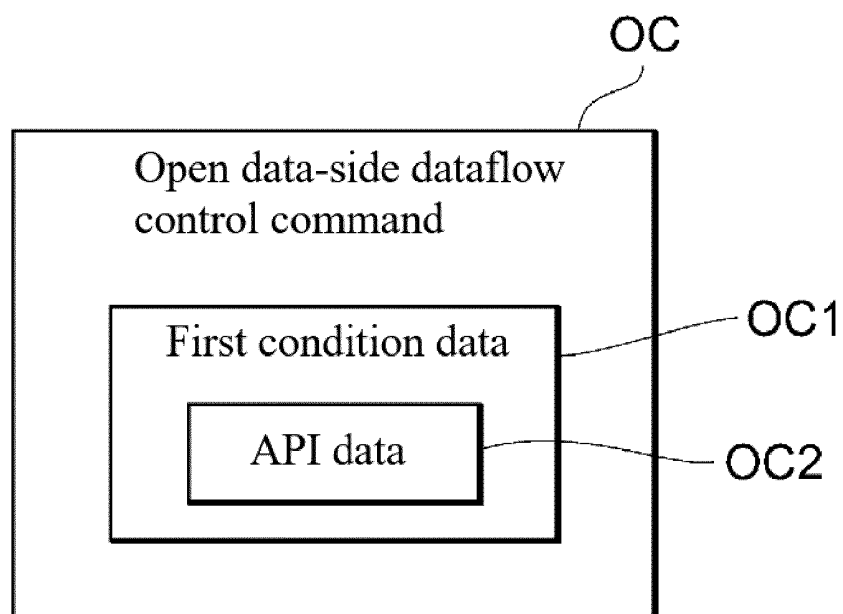 OC
Open data-side dataflow
control command
OC1
First condition data
API data
OC2